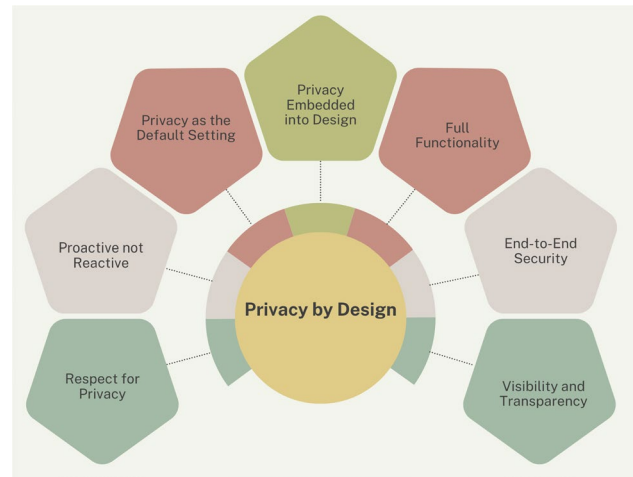 Privacy
Embedded
into Design
Privacy as the
Default Setting
Full
Functionality
Proactive not
Reactive
End-to-End
Security
Privacy by Design
Respect for
Privacy
Visibility and
Transparency